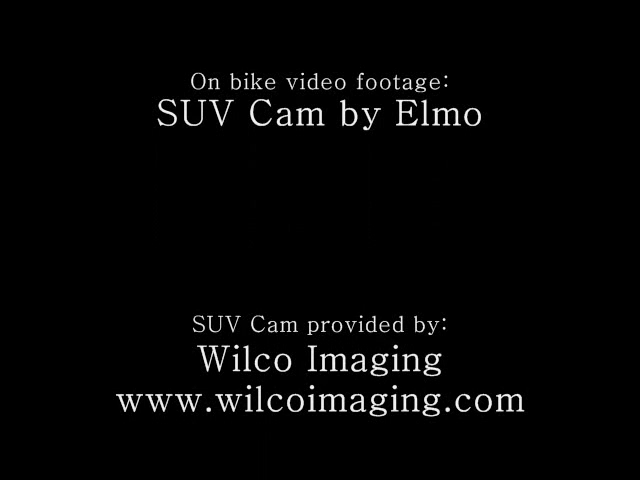 On bike video footage:
SUV Cam by Elmo
SUV Cam provided by:
Wilco Imaging
www.wilcoimaging.com